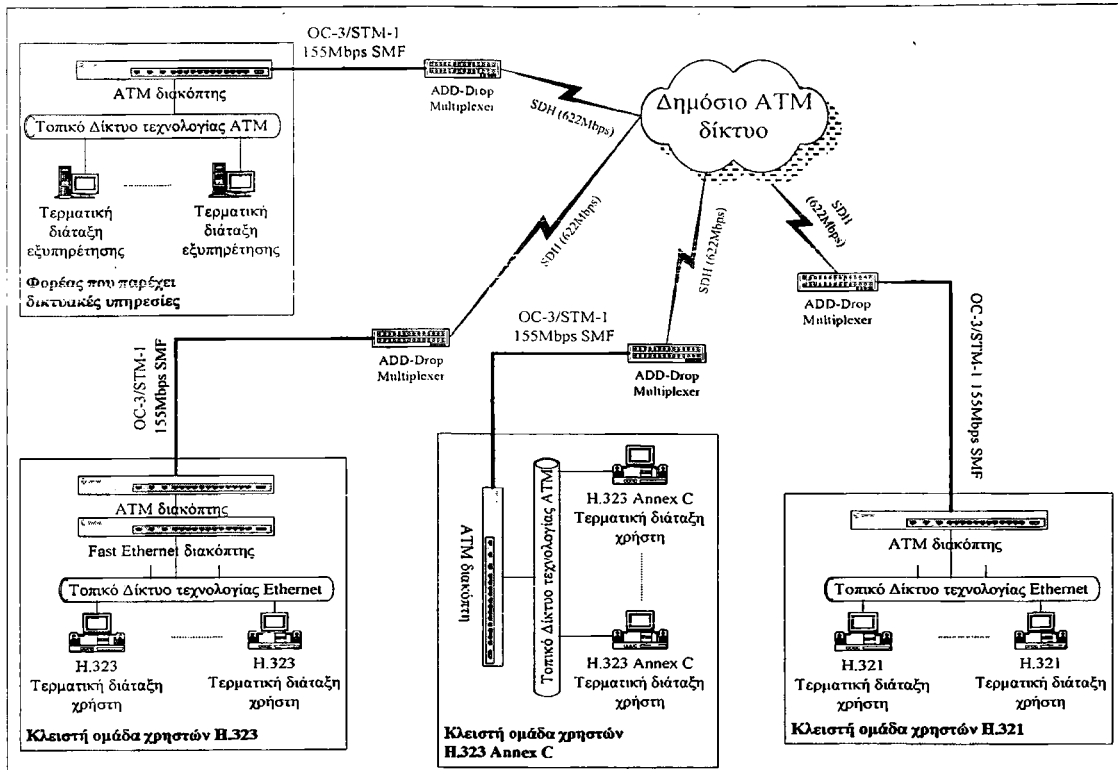 OC-3/STM-1
155Mbps SMF
ATM διακόπτης
Τοπικό Δίκτυο τεχνολογίας ATM
Τερματική
διάταξη
εξυπηρέτησης
Τερματική
διάταξη
εξυπηρέτησης
Φορέας που παρέχει
δικτυακές υπηρεσίες
ADD-Drop
Multiplexer
SDH (622Mbps)
Δημόσιο ATM
δίκτυο
SDH (622Mbps)
SDH (622Mbps)
SDH
(622Mbps)
ADD-Drop
Multiplexer
OC-3/STM-1
155Mbps SMF
OC-3/STM-1
155Mbps SMF
ADD-Drop
Multiplexer
ADD-Drop
Multiplexer
OC-3/STM-1 155Mbps SMF
ATM διακόπτης
Fast Ethernet διακόπτης
Τοπικό Δίκτυο τεχνολογίας Ethernet
H.323
Τερματική διάταξη
χρήστη
H.323
Τερματική διάταξη
χρήστη
Κλειστή ομάδα χρηστών H.323
ATM διακόπτη
Τοπικό Δίκτυο τεχνολογίας ATM
H.323 Annex C
Τερματική διάταξη
χρήστη
H.323 Annex C
Τερματική διάταξη
χρήστη
Κλειστή ομάδα χρηστών
H.323 Annex C
ATM διακόπτης
Τοπικό Δίκτυο τεχνολογίας Ethernet
H.321
Τερματική διάταξη
χρήστη
H.321
Τερματική διάταξη
χρήστη
Κλειστή ομάδα χρηστών H.321